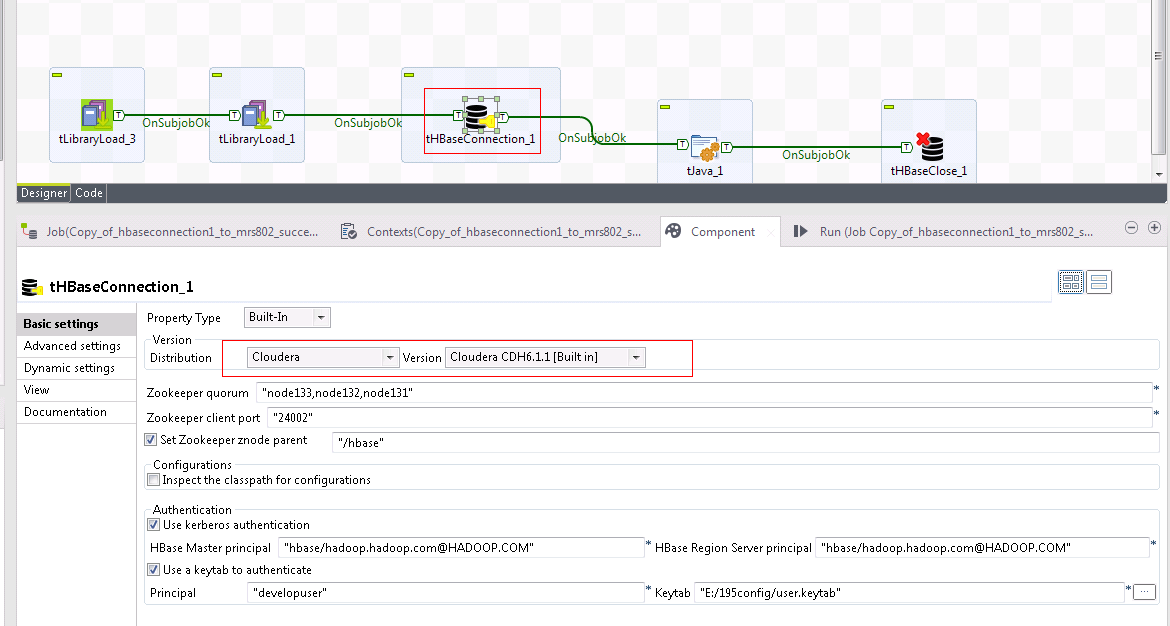 OnSubjobOk OnSubjobOk OnSubjobOk
tLibraryLoad_3 tLibraryLoad_1 tHBaseConnection_1
OnSubjobOk
tJava_1 tHBaseClose_1
Designer Code
Job(Copy_of_hbaseconnection1_to_mrs802_succe... Contexts(Copy_of_hbaseconnection1_to_mrs802_s... Component Run (Job Copy_of_hbaseconnection1_to_mrs802_s...
tHBaseConnection_1
Basic settings
Advanced settings
Dynamic settings
View
Documentation
Property Type Built-In
Version
Distribution Cloudera Version Cloudera CDH6.1.1 [Built in]
Zookeeper quorum "node133,node132,node131" *
Zookeeper client port "24002" *
Set Zookeeper znode parent "/hbase"
Configurations
Inspect the classpath for configurations
Authentication
Use kerberos authentication
HBase Master principal "hbase/hadoop.hadoop.com@HADOOP.COM" * HBase Region Server principal "hbase/hadoop.hadoop.com@HADOOP.COM" *
Use a keytab to authenticate
Principal "developuser" * Keytab "E:/195config/user.keytab" * ...